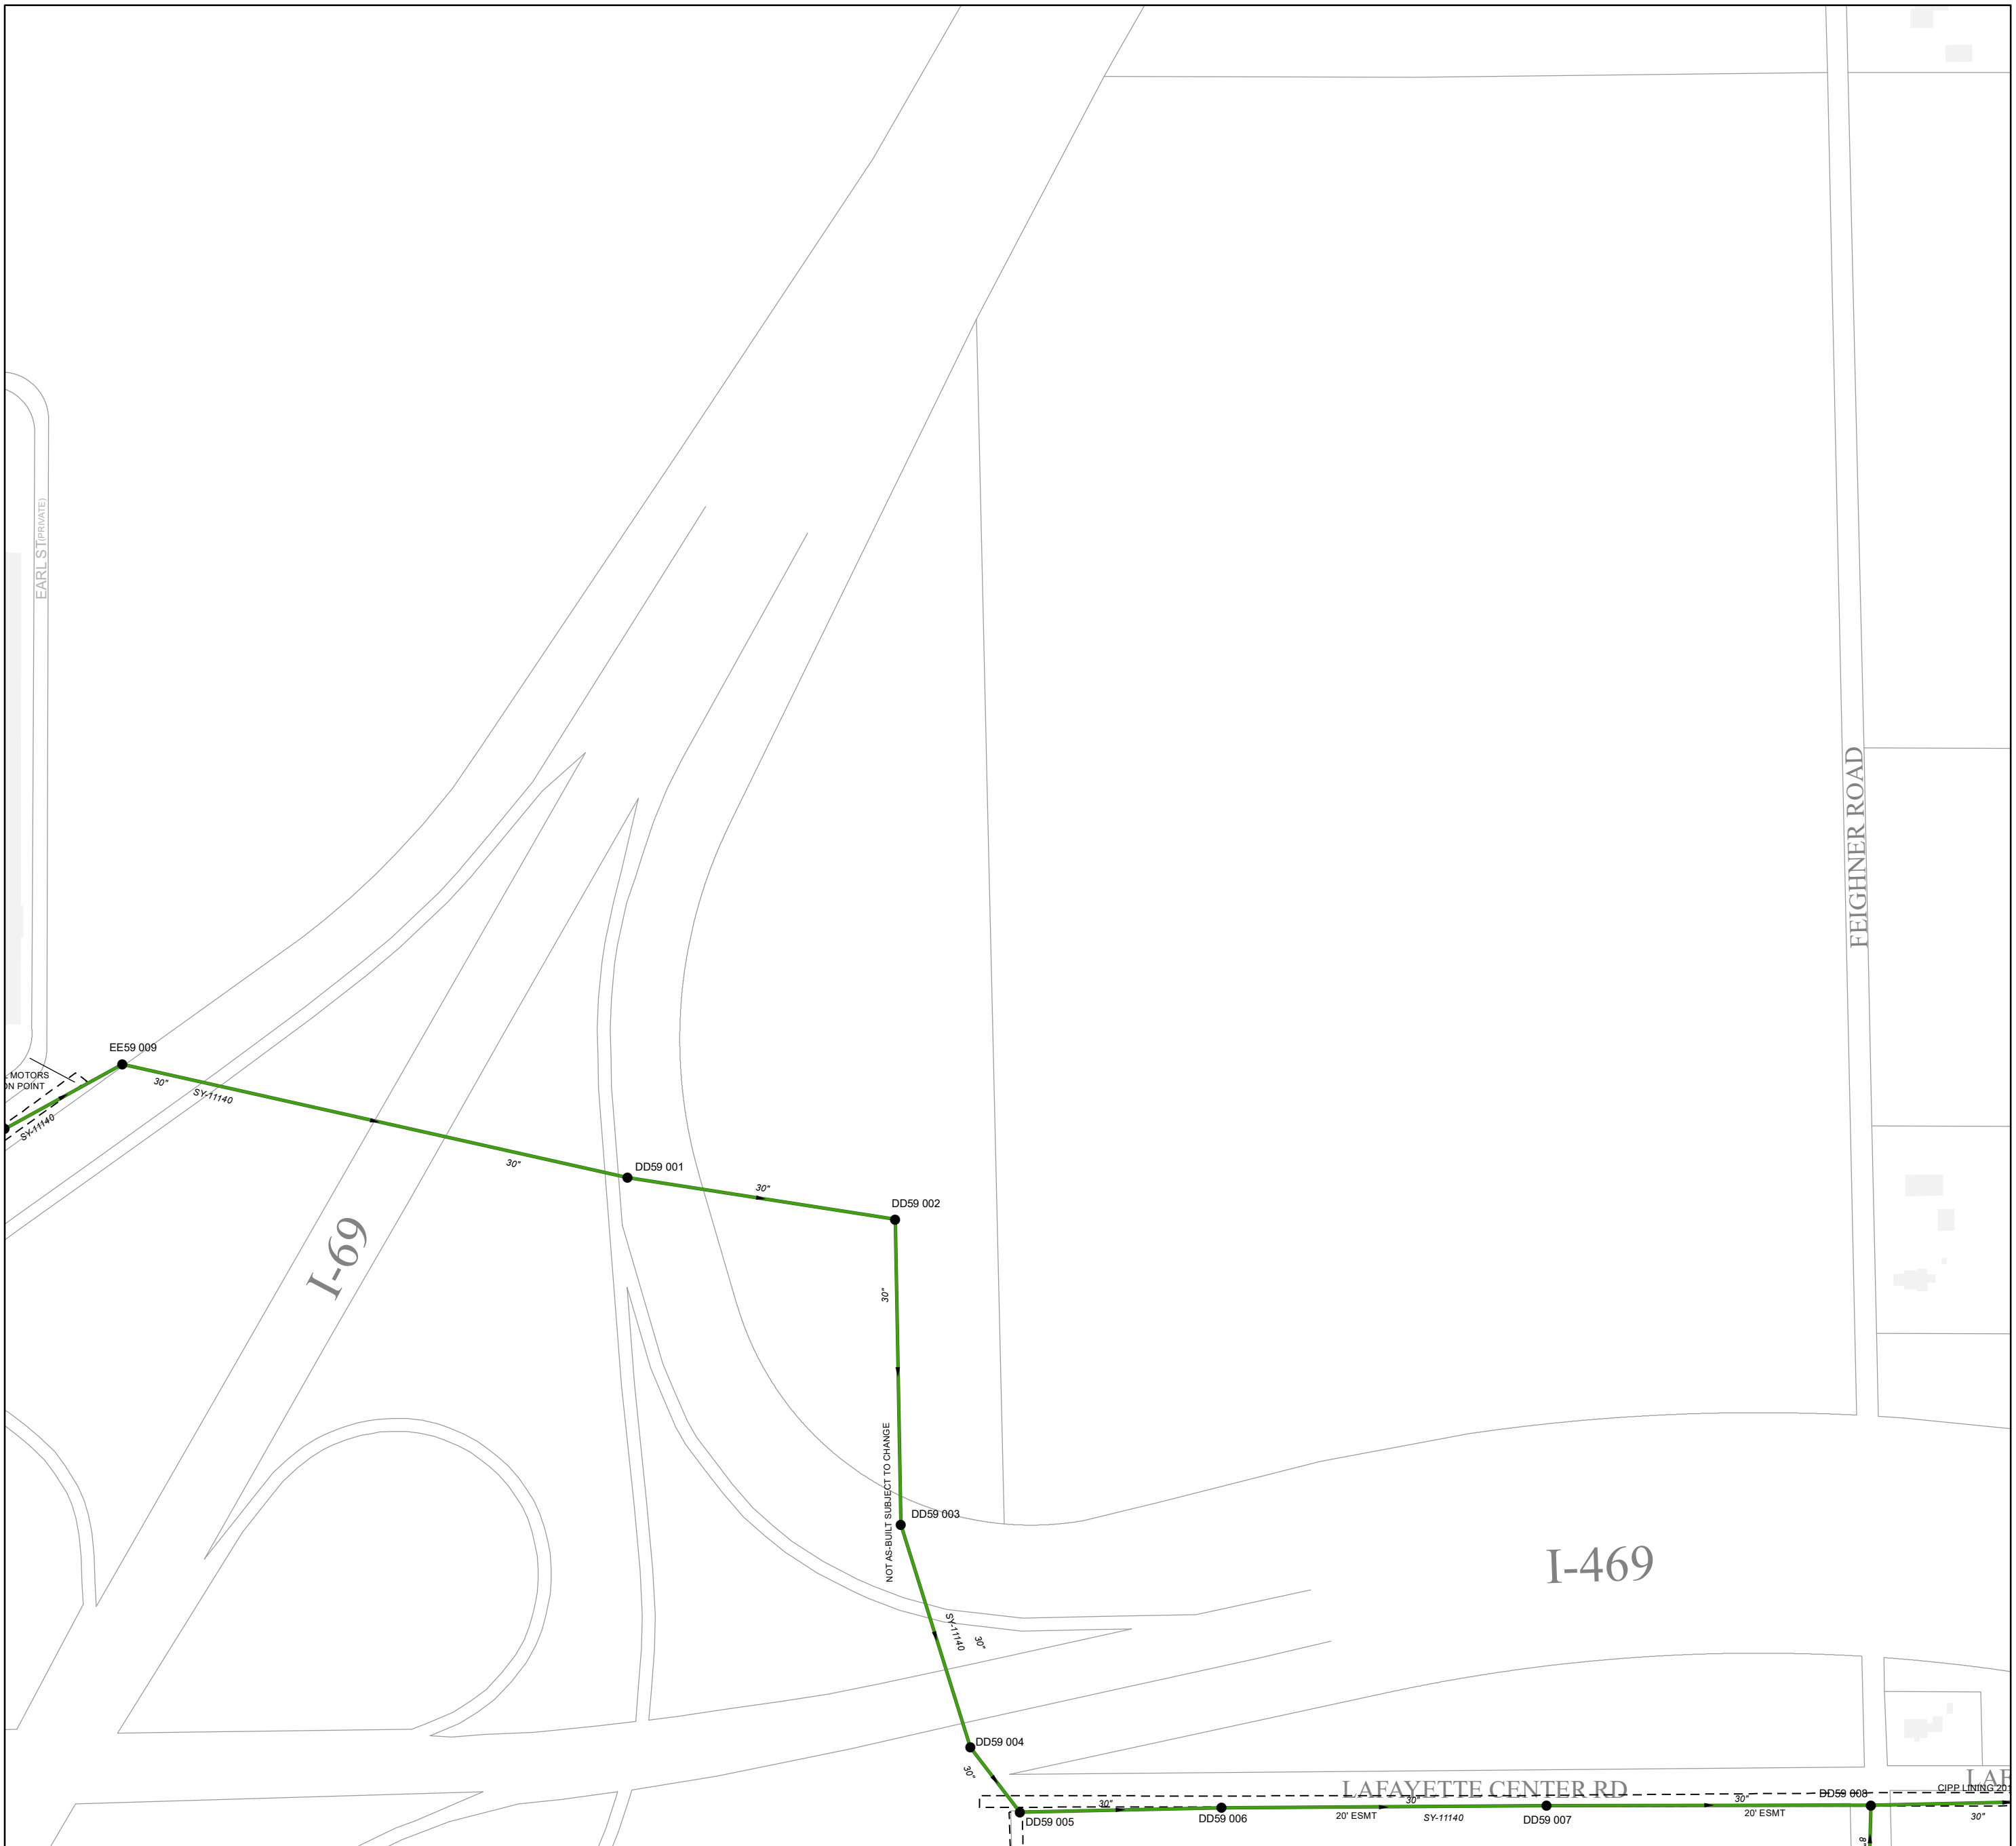 EARL ST (PRIVATE)
FEIGHNER ROAD
EE59 009
MOTORS
ON POINT
30"
SY-11140
SY-11140
30"
DD59 001
30"
DD59 002
I-69
30"
NOT AS-BUILT SUBJECT TO CHANGE
DD59 003
I-469
SY-11140
30"
DD59 004
30"
LAFAYETTE CENTER RD
LAF
DD59 005
30"
DD59 006
20' ESMT
30"
SY-11140
DD59 007
30"
20' ESMT
DD59 008
CIPP LINING 201
30"
8"